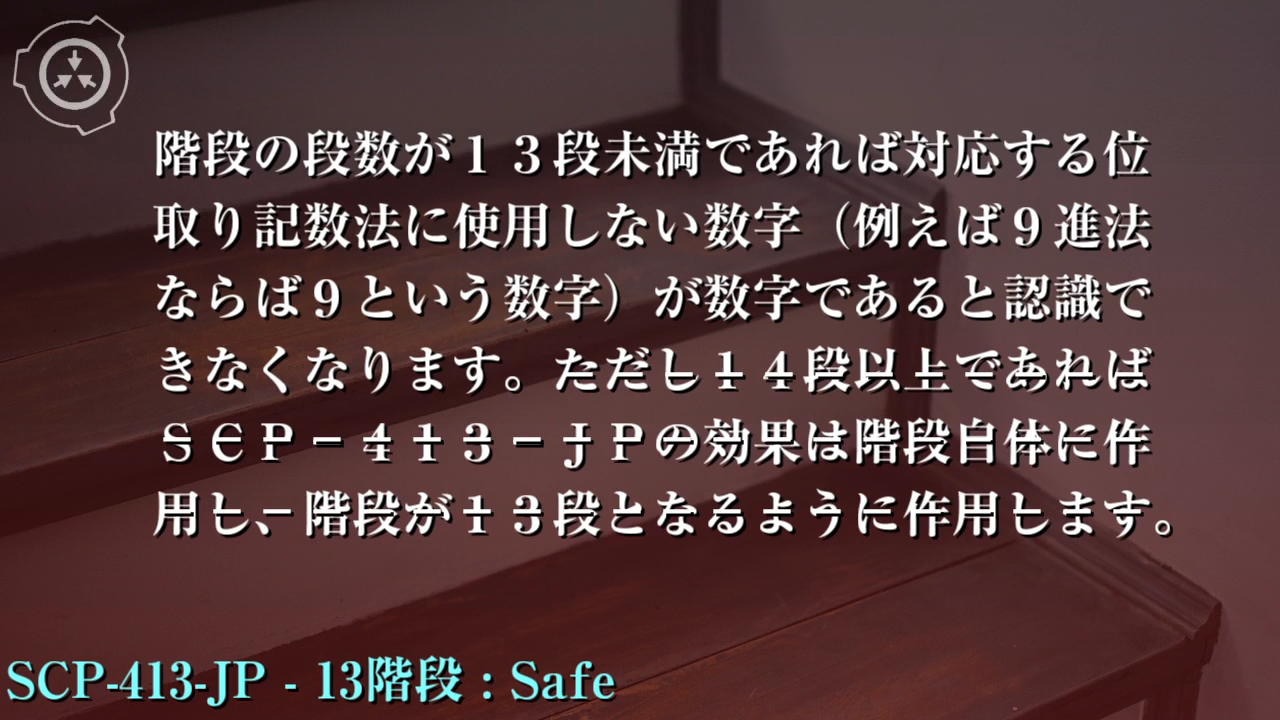 階段の段数が１３段未満であれば対応する位
取り記数法に使用しない数字（例えば９進法
ならば９という数字）が数字であると認識で
きなくなります。ただし１４段以上であれば
ＳＣＰ－４１３－ＪＰの効果は階段自体に作
用し、階段が１３段となるように作用します。
SCP-413-JP - 13階段 : Safe